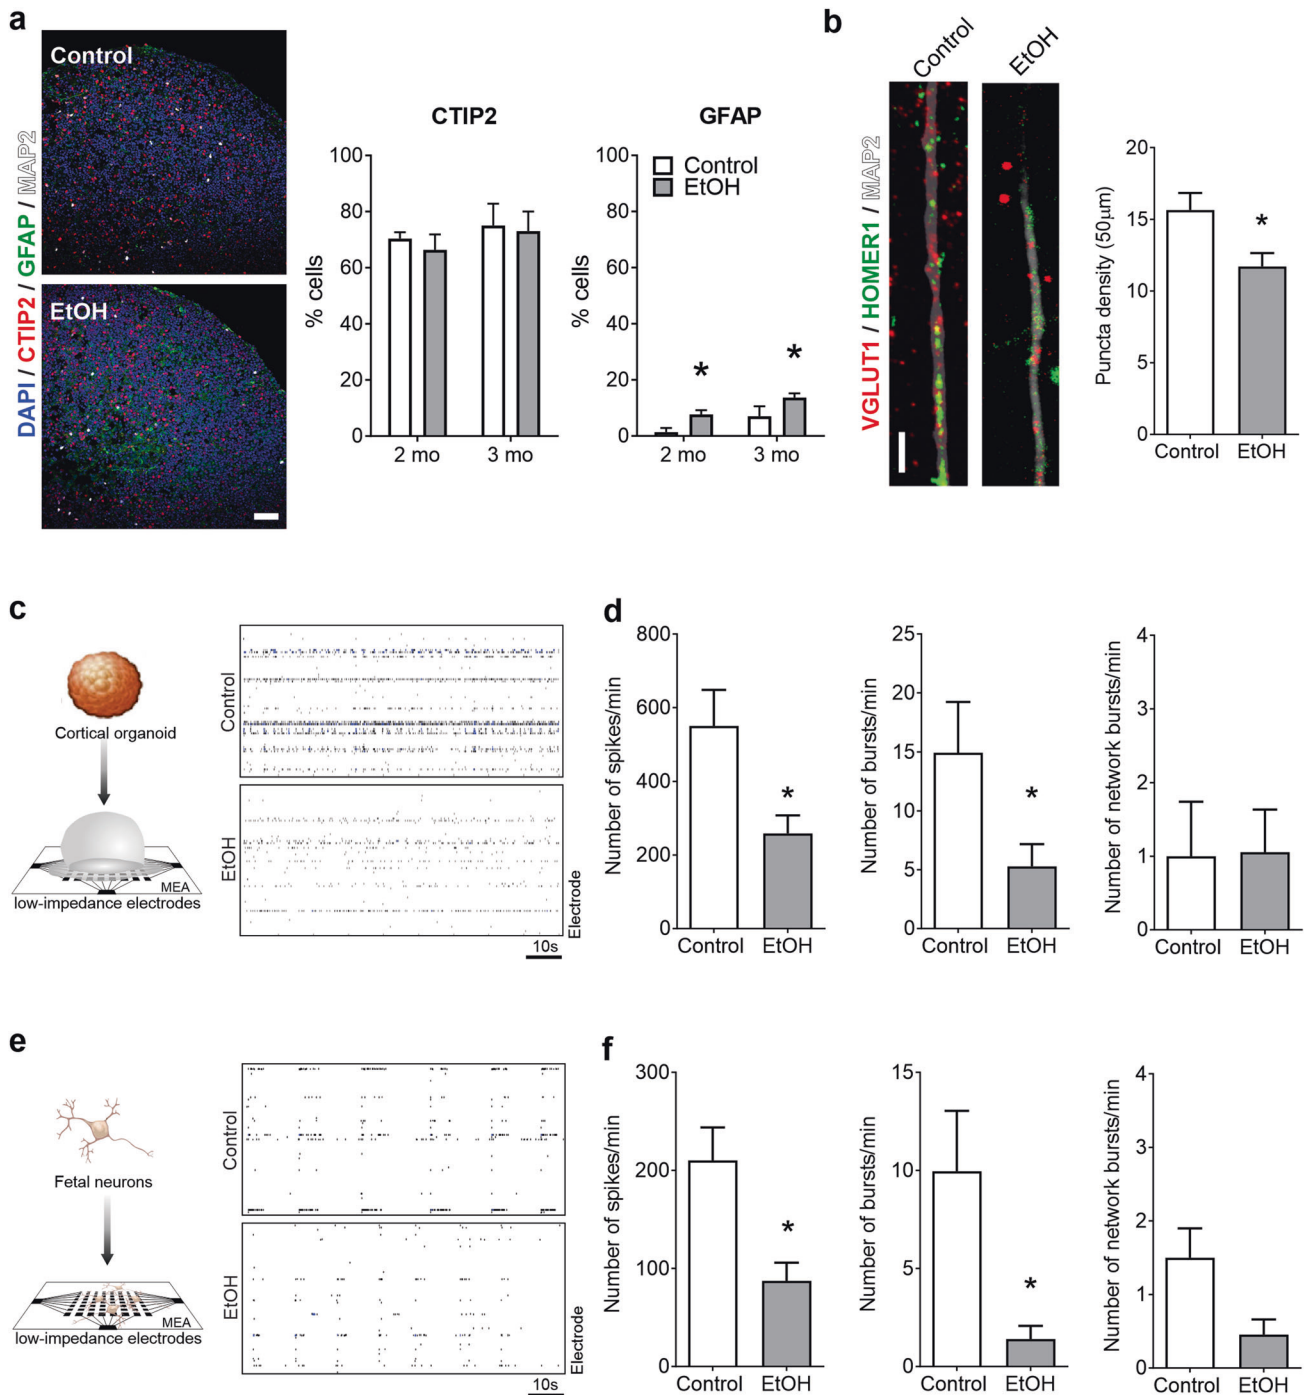 a
Control
EtOH
DAPI / CTIP2 / GFAP / MAP2
CTIP2
% cells
100
80
60
40
20
0
2 mo
3 mo
GFAP
Control
EtOH
% cells
100
80
60
40
20
0
2 mo
3 mo
*
*
b
Control
EtOH
VGLUT1 / HOMER1 / MAP2
Puncta density (50μm)
20
15
10
5
0
*
Control
EtOH
c
Cortical organoid
MEA
low-impedance electrodes
Control
EtOH
Electrode
10s
d
Number of spikes/min
800
600
400
200
0
*
Control
EtOH
Number of bursts/min
25
20
15
10
5
0
*
Control
EtOH
Number of network bursts/min
4
3
2
1
0
Control
EtOH
e
Fetal neurons
MEA
low-impedance electrodes
Control
EtOH
Electrode
10s
f
Number of spikes/min
300
200
100
0
*
Control
EtOH
Number of bursts/min
15
10
5
0
*
Control
EtOH
Number of network bursts/min
4
3
2
1
0
Control
EtOH